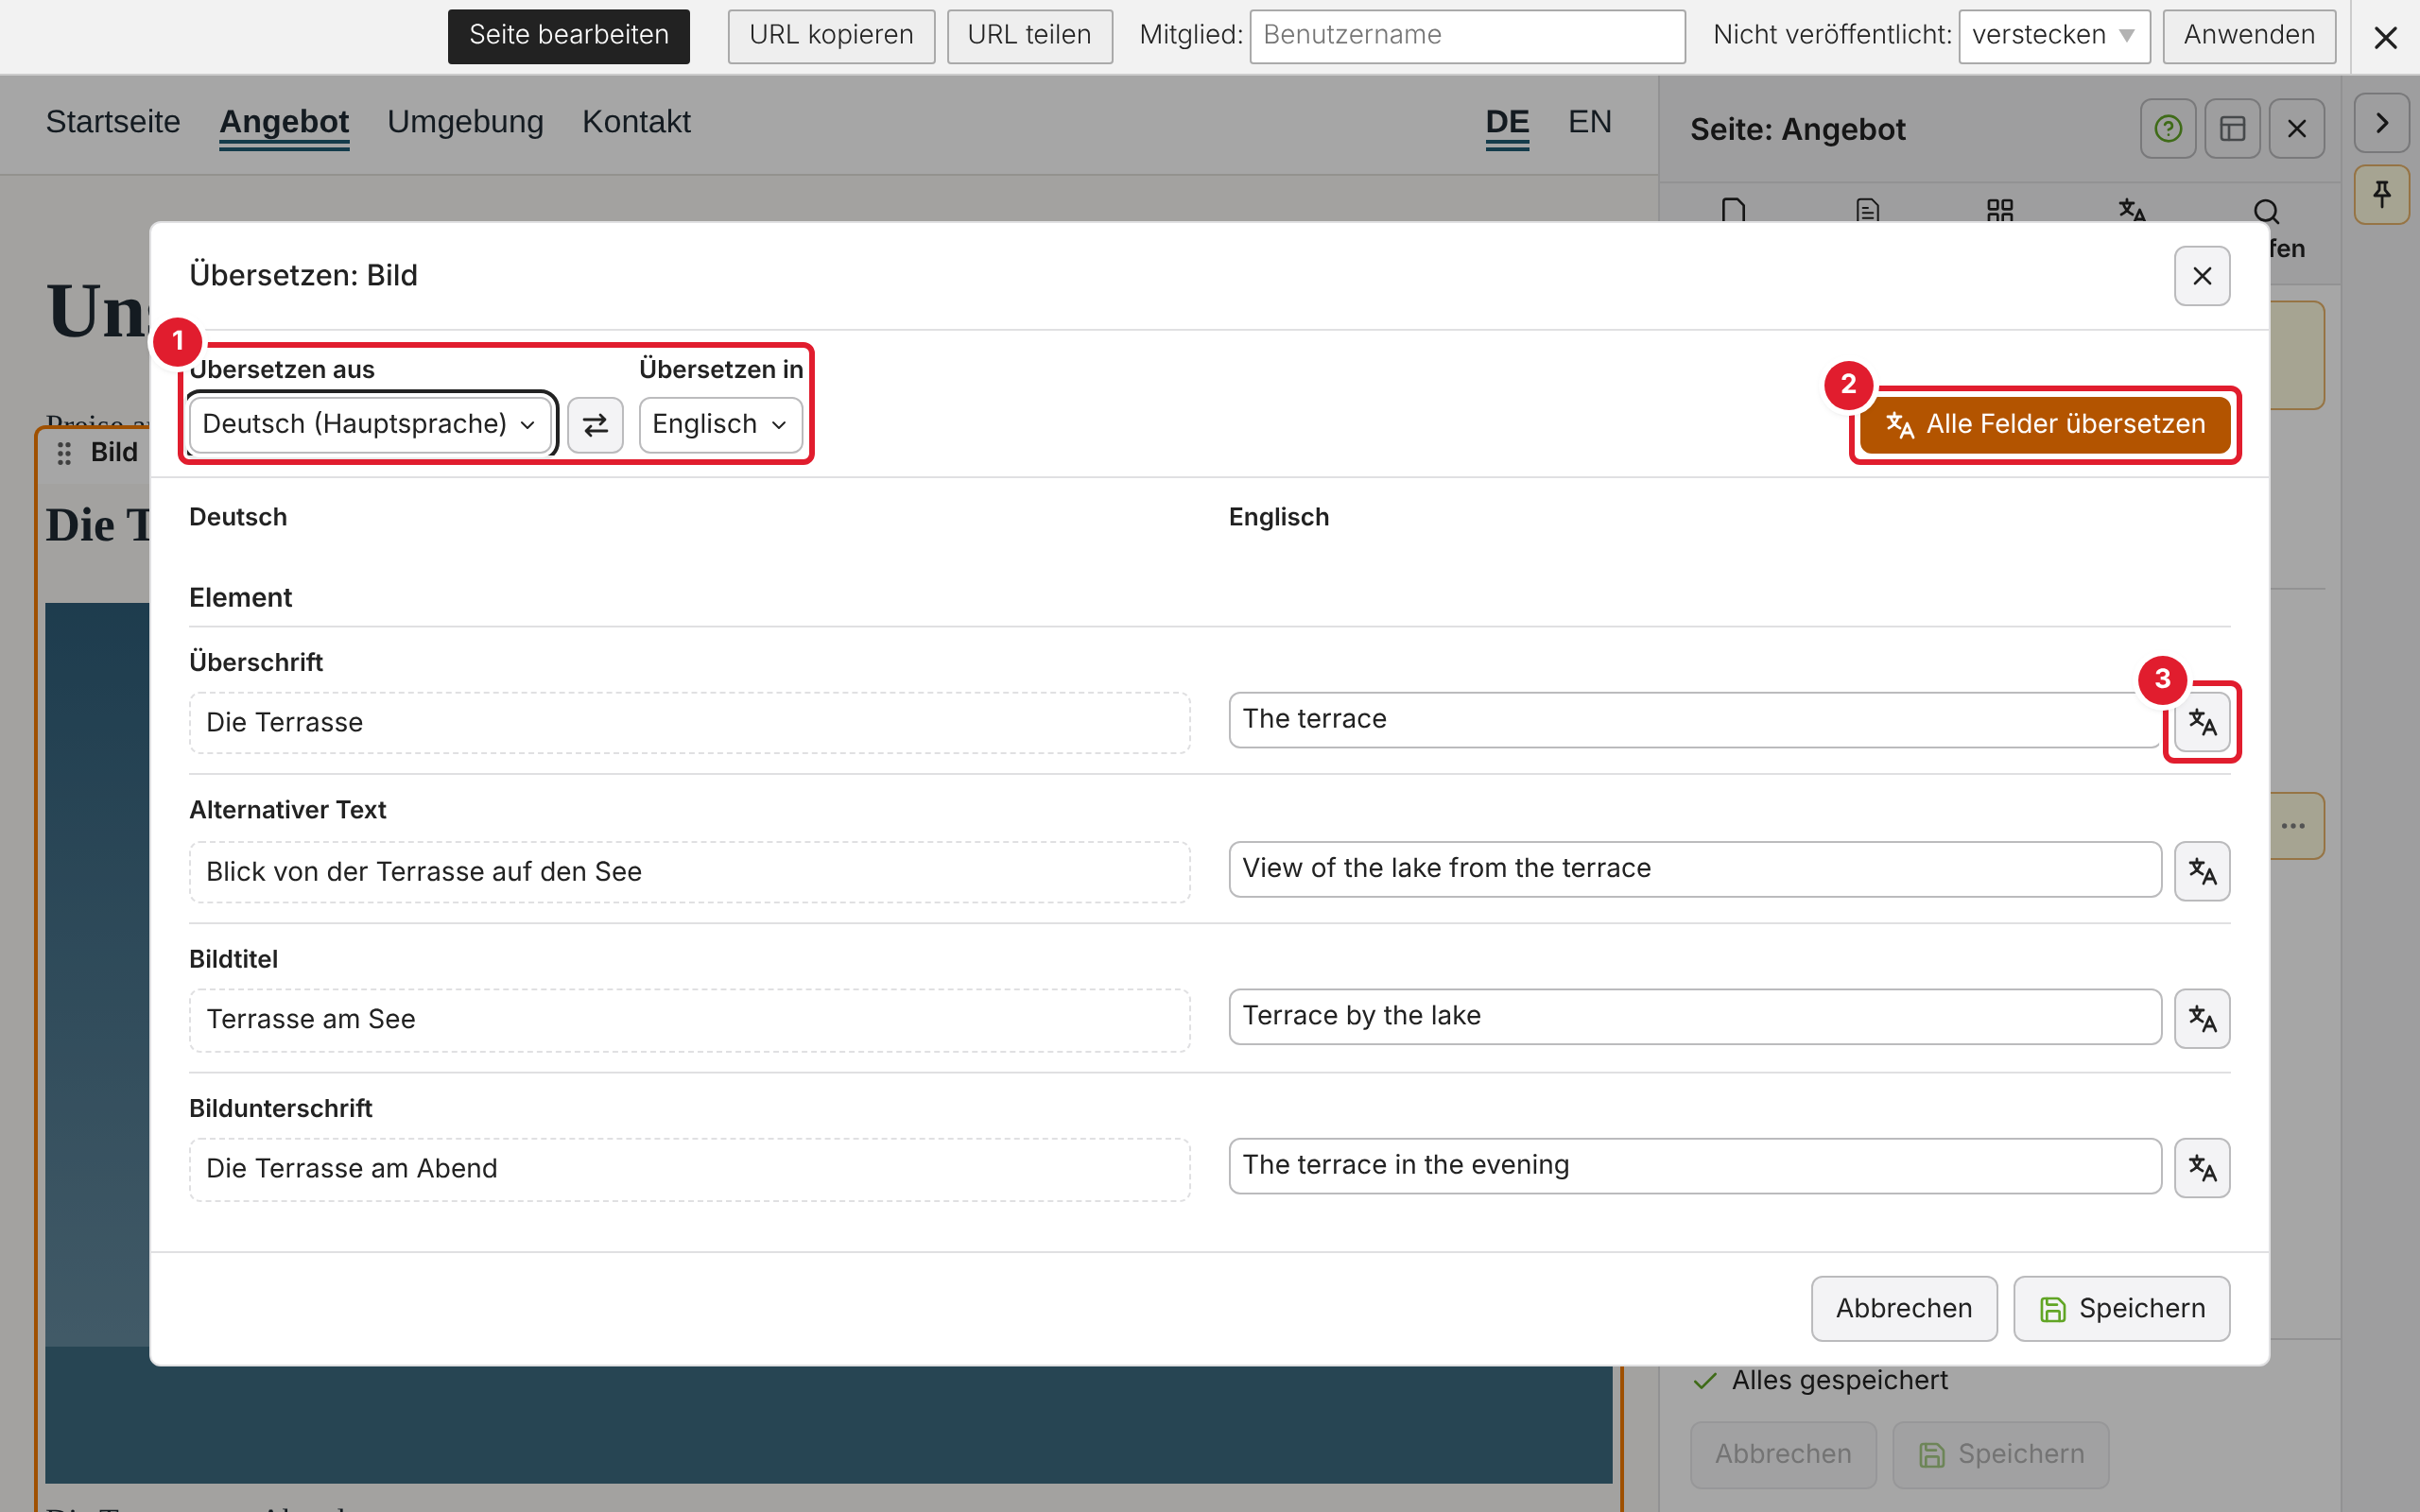 Seite bearbeiten URL kopieren URL teilen Mitglied: Benutzername Nicht veröffentlicht: verstecken Anwenden
Startseite Angebot Umgebung Kontakt DE EN
Seite: Angebot
Übersetzen: Bild
1
Übersetzen aus Übersetzen in
Deutsch (Hauptsprache) Englisch
2
Alle Felder übersetzen
Bild
Deutsch Englisch
Die T
Element
Überschrift
3
Die Terrasse The terrace
Alternativer Text
Blick von der Terrasse auf den See View of the lake from the terrace
Bildtitel
Terrasse am See Terrace by the lake
Bildunterschrift
Die Terrasse am Abend The terrace in the evening
Abbrechen Speichern
Alles gespeichert
Abbrechen Speichern